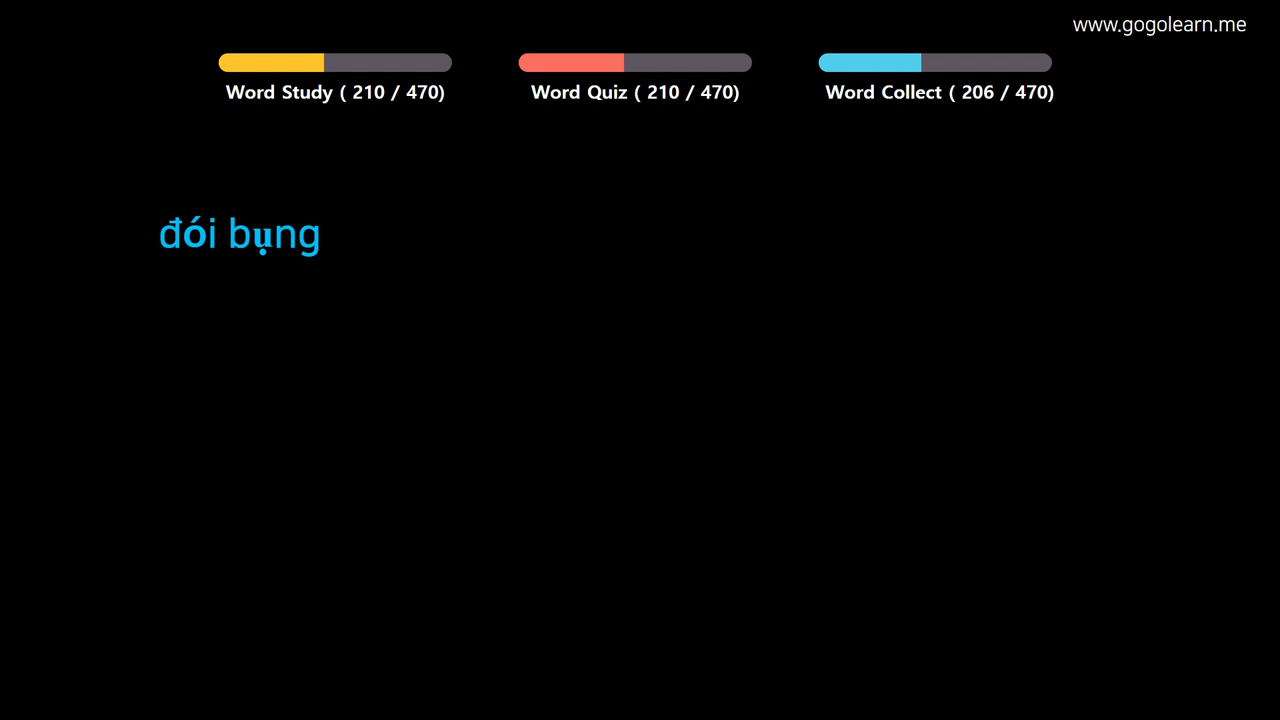 www.gogolearn.me
Word Study ( 210 / 470)
Word Quiz ( 210 / 470)
Word Collect ( 206 / 470)
đói bụng